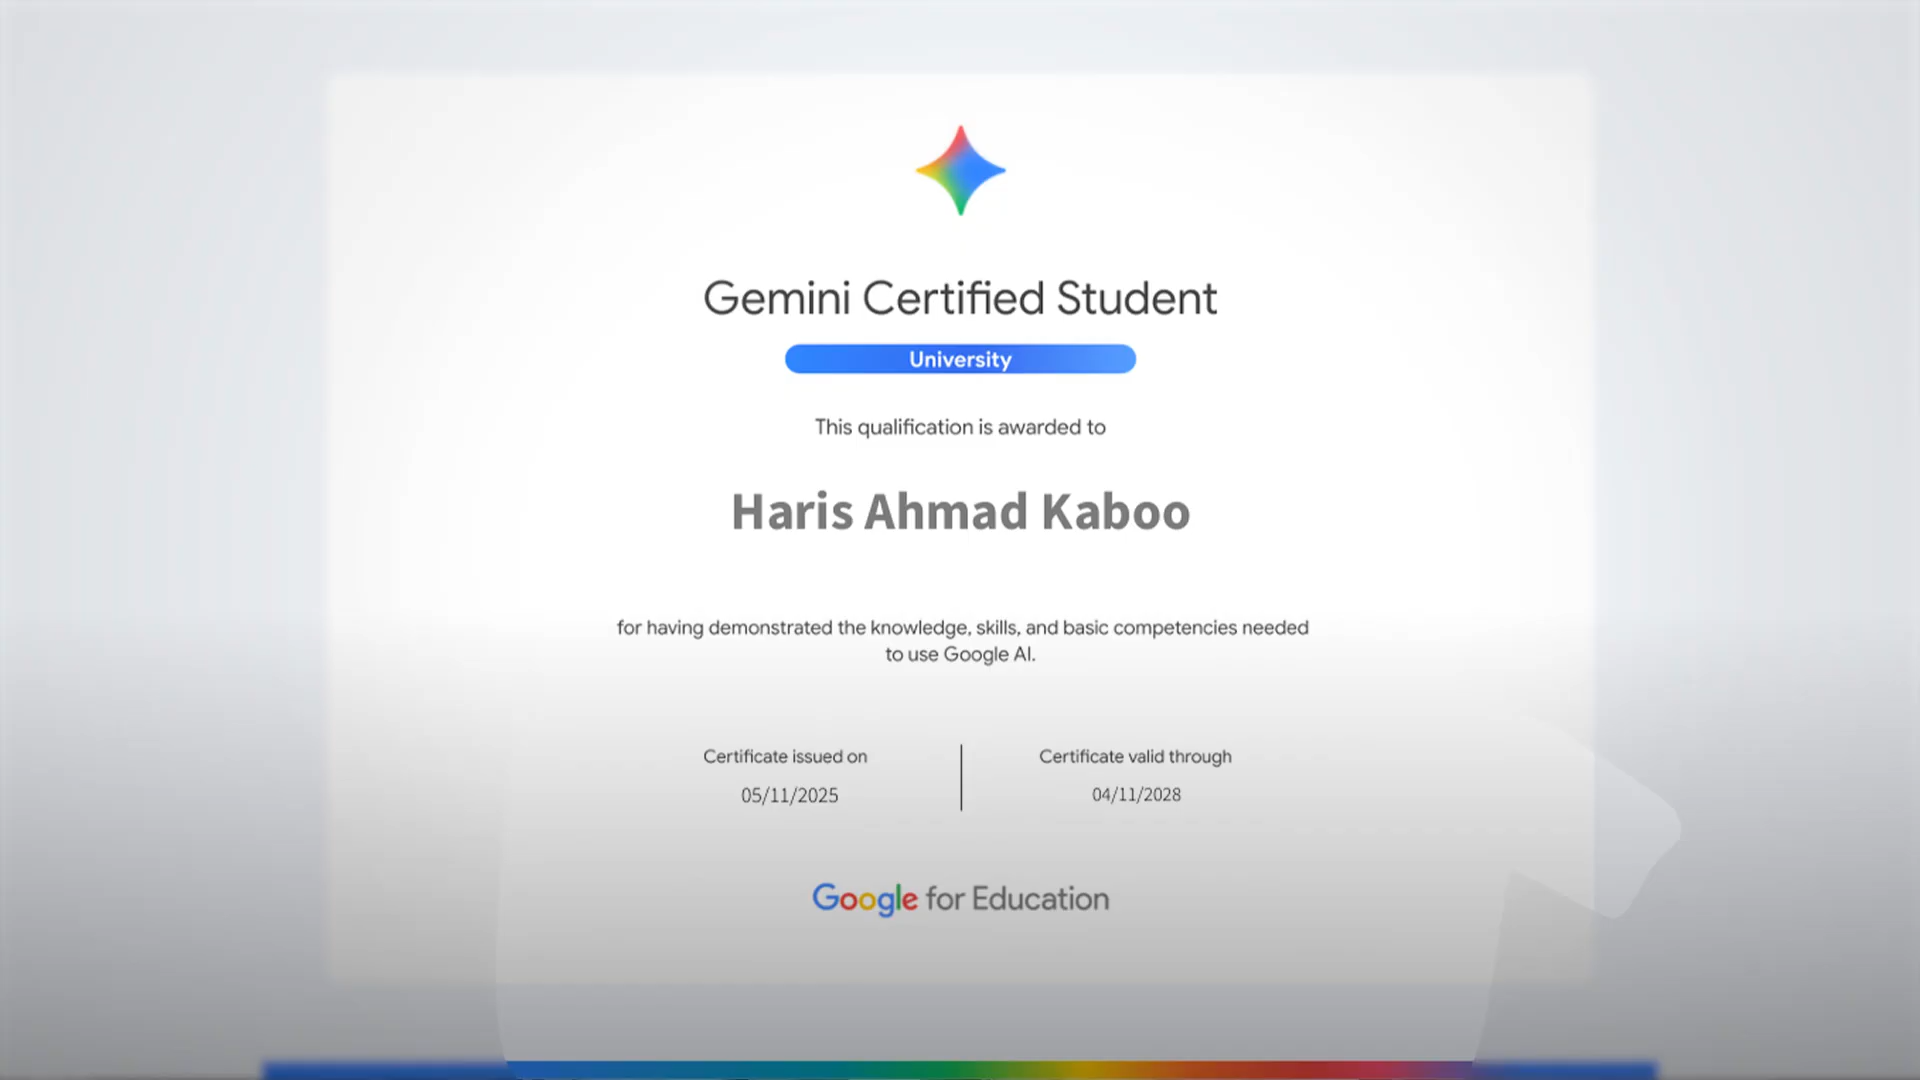 Gemini Certified Student
University
This qualification is awarded to
Haris Ahmad Kaboo
for having demonstrated the knowledge, skills, and basic competencies needed
to use Google AI.
Certificate issued on
05/11/2025
Certificate valid through
04/11/2028
Google for Education